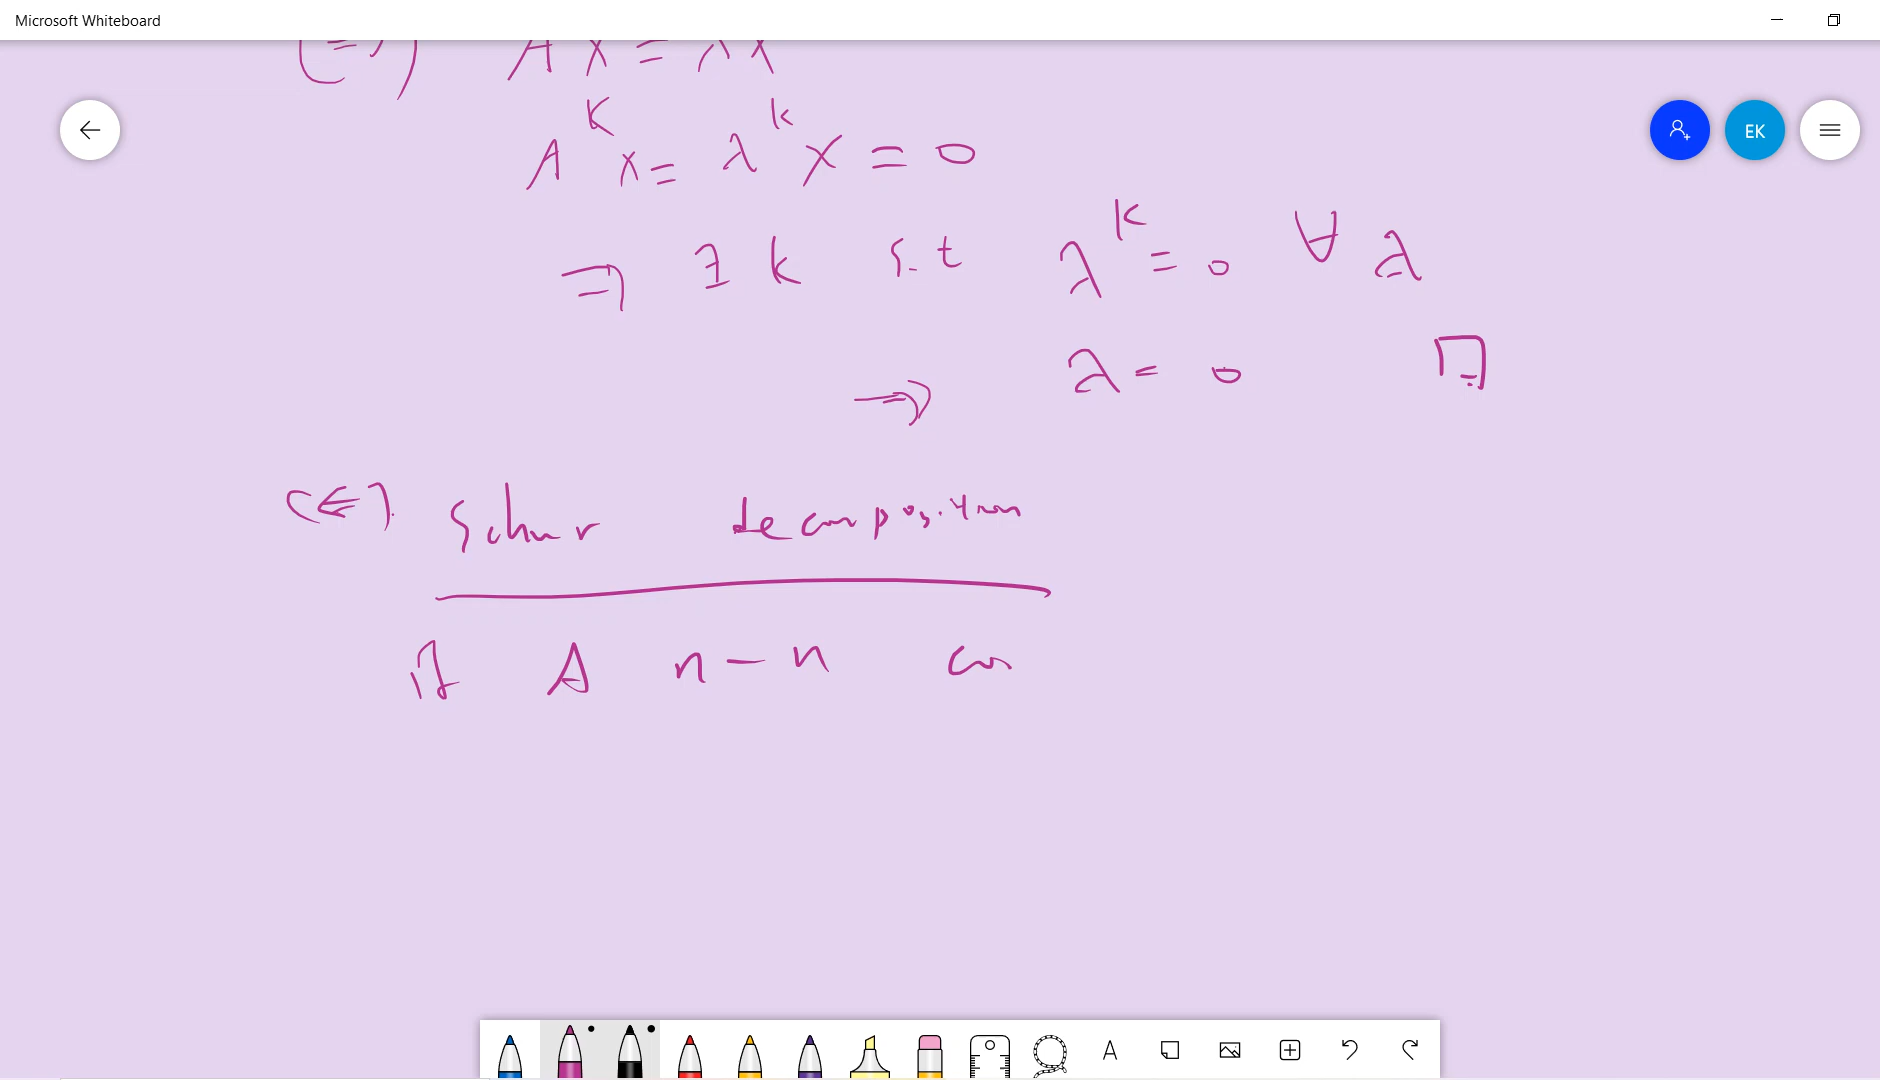 Microsoft Whiteboard
(⇒) Ax = λx
EK
A^k x = λ^k x = 0
⇒ ∃ k s.t λ^k = 0 ∀ λ
⇒ λ = 0 □
(⇐). Schur decomposition
if A n-n